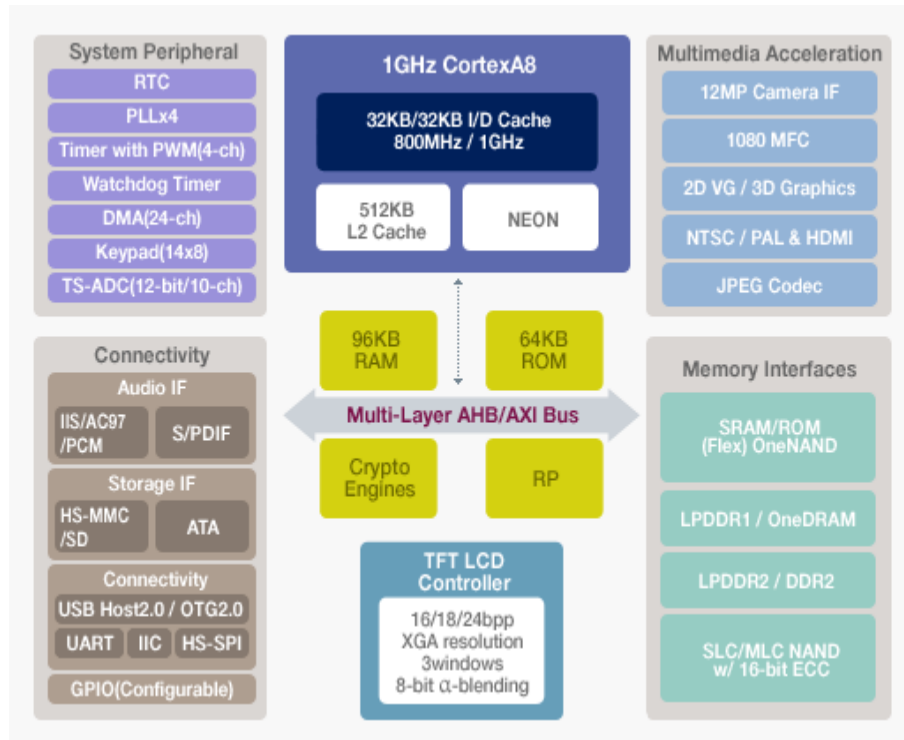 System Peripheral
RTC
PLLx4
Timer with PWM(4-ch)
Watchdog Timer
DMA(24-ch)
Keypad(14x8)
TS-ADC(12-bit/10-ch)
1GHz CortexA8
32KB/32KB I/D Cache
800MHz / 1GHz
512KB
L2 Cache
NEON
Multimedia Acceleration
12MP Camera IF
1080 MFC
2D VG / 3D Graphics
NTSC / PAL & HDMI
JPEG Codec
96KB
RAM
64KB
ROM
Multi-Layer AHB/AXI Bus
Crypto
Engines
RP
Connectivity
Audio IF
IIS/AC97
/PCM
S/PDIF
Storage IF
HS-MMC
/SD
ATA
Connectivity
USB Host2.0 / OTG2.0
UART
IIC
HS-SPI
GPIO(Configurable)
TFT LCD
Controller
16/18/24bpp
XGA resolution
3windows
8-bit α-blending
Memory Interfaces
SRAM/ROM
(Flex) OneNAND
LPDDR1 / OneDRAM
LPDDR2 / DDR2
SLC/MLC NAND
w/ 16-bit ECC